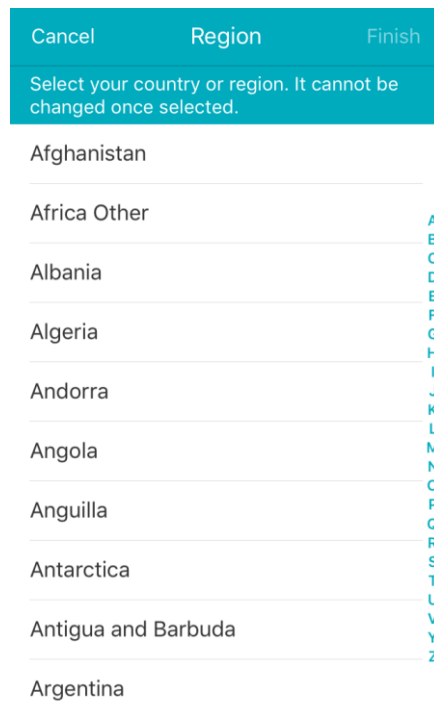 Cancel Region Finish
Select your country or region. It cannot be
changed once selected.
Afghanistan
Africa Other
Albania
Algeria
Andorra
Angola
Anguilla
Antarctica
Antigua and Barbuda
Argentina
A
B
C
D
E
F
G
H
I
J
K
L
M
N
O
P
Q
R
S
T
U
V
Y
Z